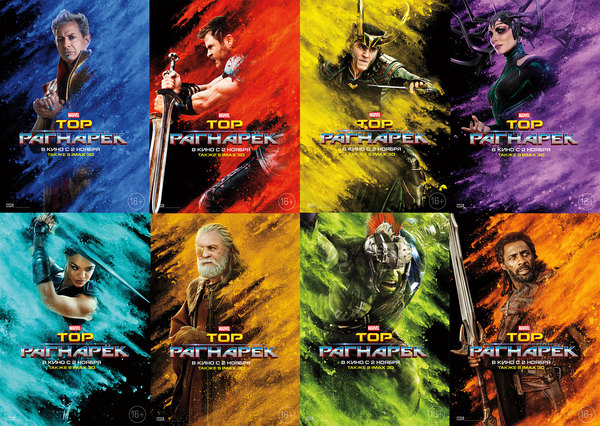 MARVEL
ТОР
РАГНАРЁК
В КИНО С 2 НОЯБРЯ
ТАКЖЕ В IMAX 3D
16+
MARVEL
ТОР
РАГНАРЁК
В КИНО С 2 НОЯБРЯ
ТАКЖЕ В IMAX 3D
16+
MARVEL
ТОР
РАГНАРЁК
В КИНО С 2 НОЯБРЯ
ТАКЖЕ В IMAX 3D
16+
MARVEL
ТОР
РАГНАРЁК
В КИНО С 2 НОЯБРЯ
ТАКЖЕ В IMAX 3D
16+
MARVEL
ТОР
РАГНАРЁК
В КИНО С 2 НОЯБРЯ
ТАКЖЕ В IMAX 3D
16+
MARVEL
ТОР
РАГНАРЁК
В КИНО С 2 НОЯБРЯ
ТАКЖЕ В IMAX 3D
16+
MARVEL
ТОР
РАГНАРЁК
В КИНО С 2 НОЯБРЯ
ТАКЖЕ В IMAX 3D
16+
MARVEL
ТОР
РАГНАРЁК
В КИНО С 2 НОЯБРЯ
ТАКЖЕ В IMAX 3D
16+